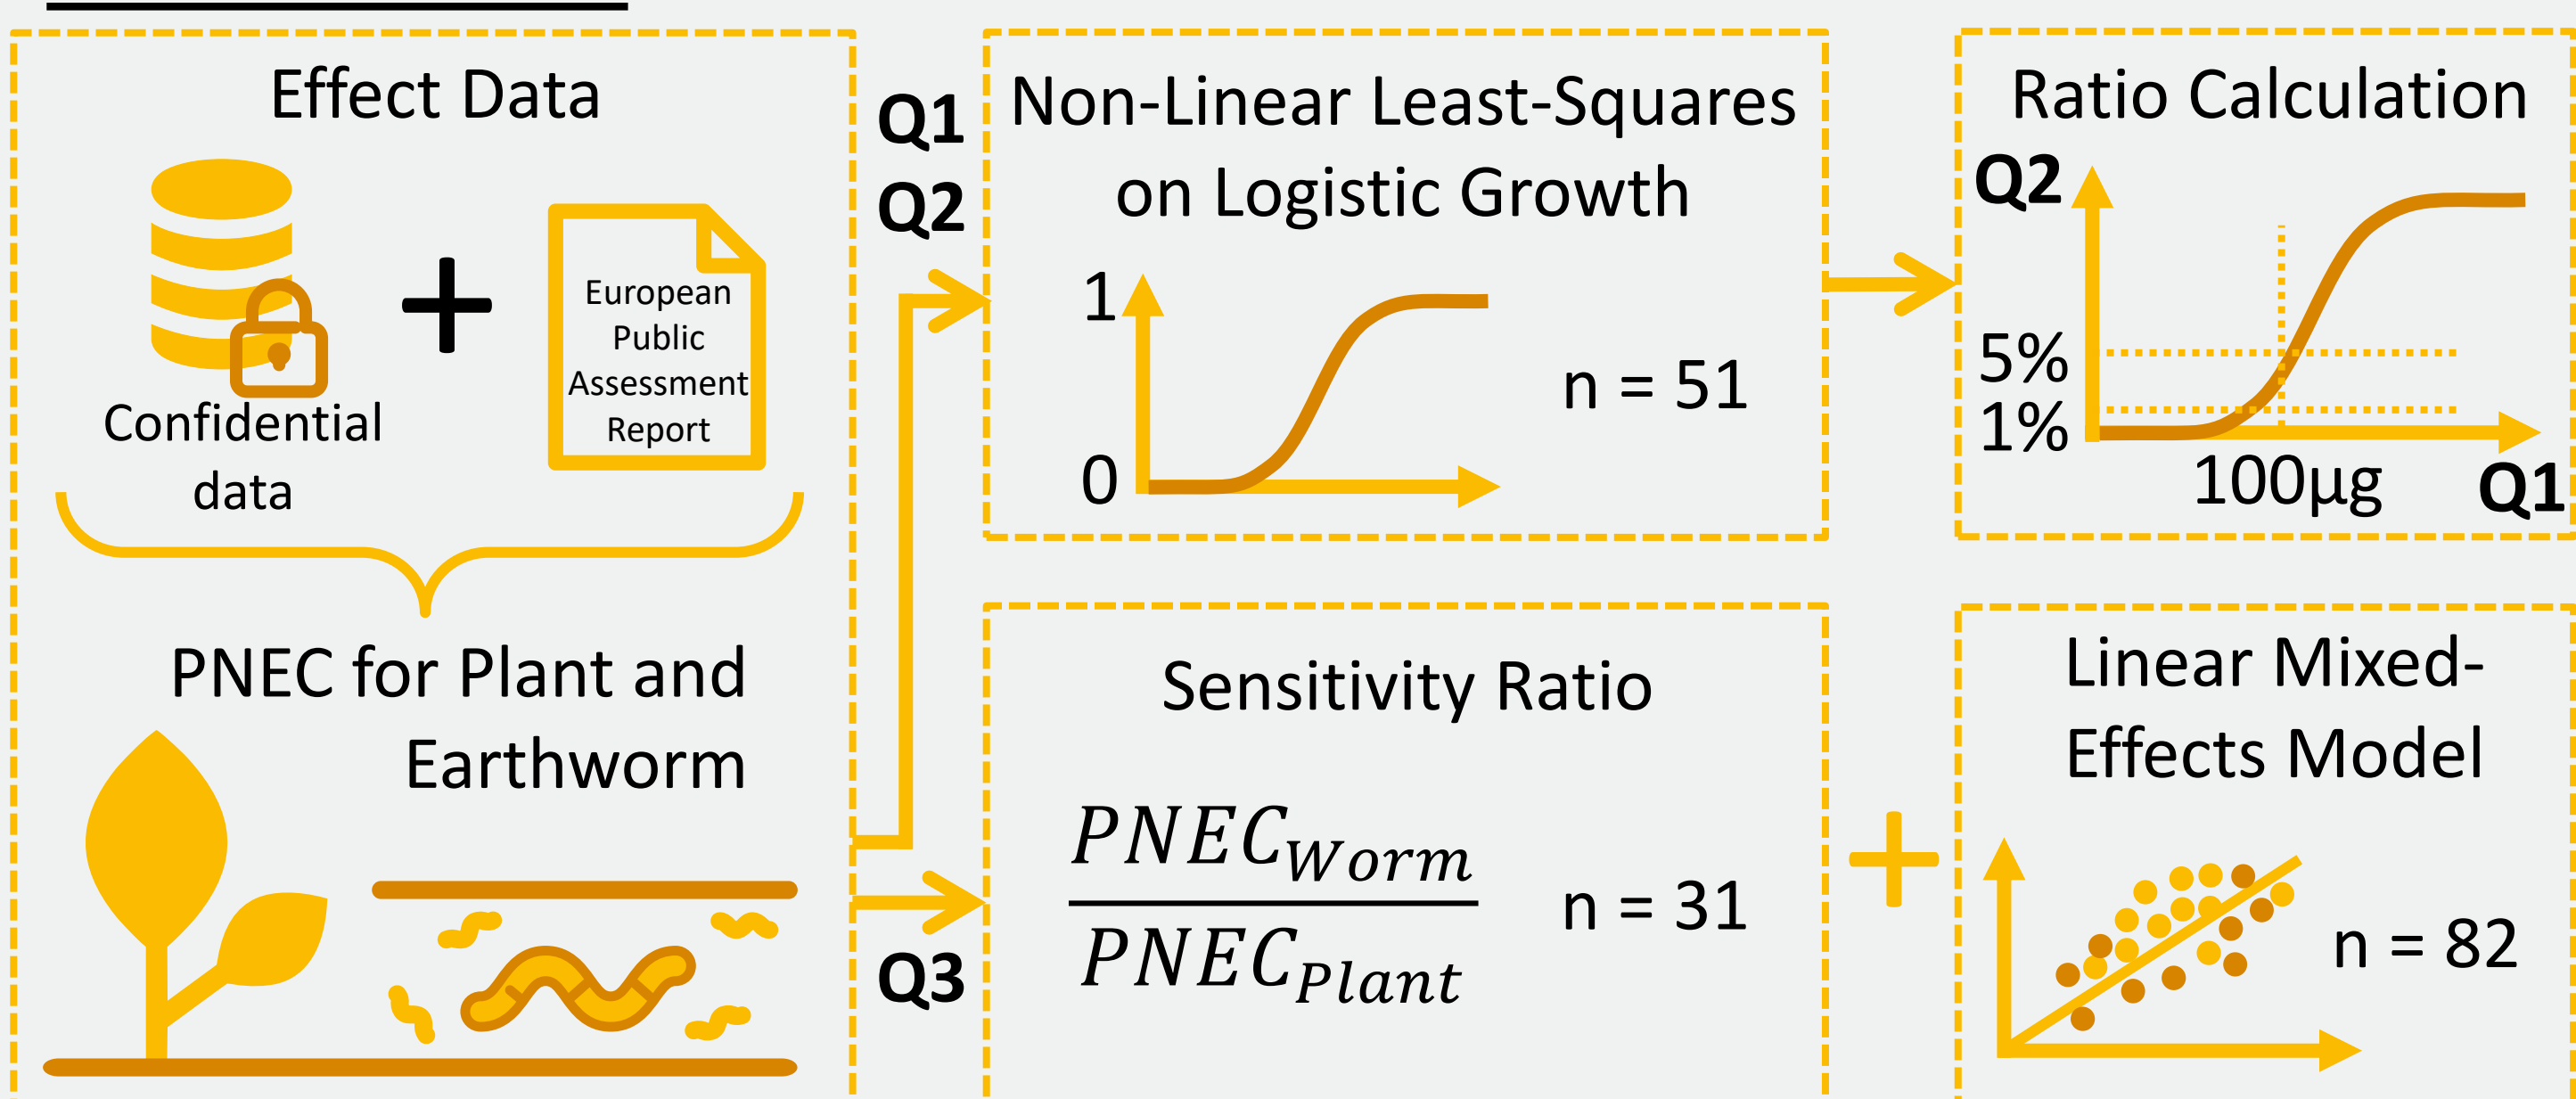 Effect Data
Confidential
data
+
European
Public
Assessment
Report
PNEC for Plant and
Earthworm
Q1
Q2
Q3
Non-Linear Least-Squares
on Logistic Growth
1
0
n = 51
Ratio Calculation
Q2
5%
1%
100µg
Q1
Sensitivity Ratio
PNEC_Worm
PNEC_Plant
n = 31
+
Linear Mixed-
Effects Model
n = 82